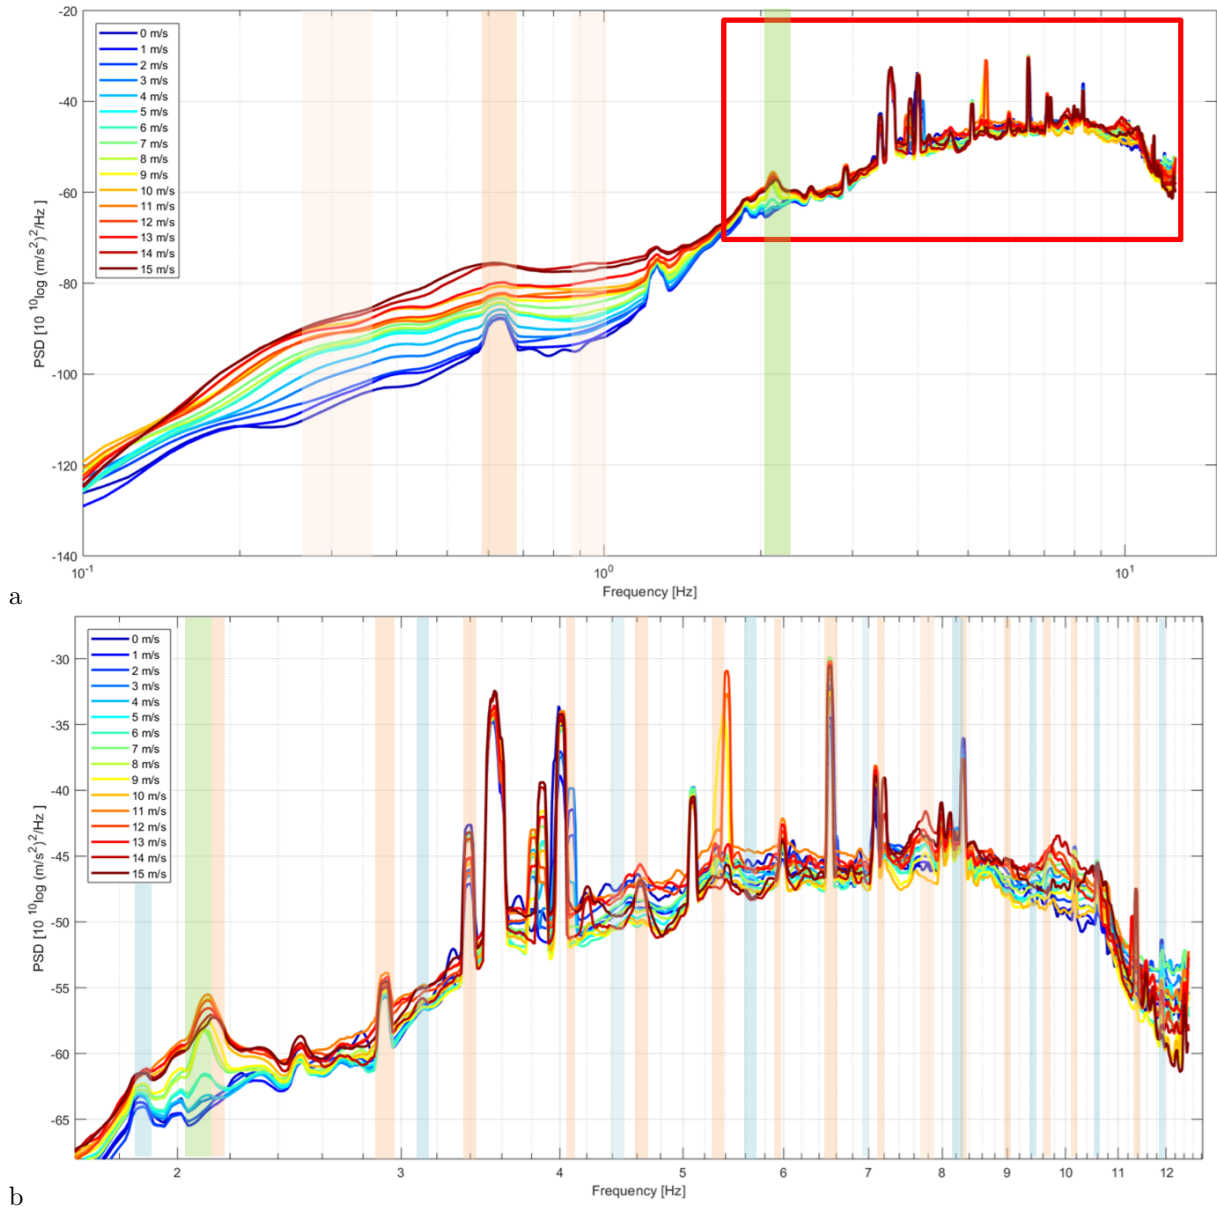 -20
-40
-60
-80
-100
-120
-140
PSD [10 ¹⁰log (m/s²)²/Hz]
0 m/s
1 m/s
2 m/s
3 m/s
4 m/s
5 m/s
6 m/s
7 m/s
8 m/s
9 m/s
10 m/s
11 m/s
12 m/s
13 m/s
14 m/s
15 m/s
10⁻¹ 10⁰ 10¹
Frequency [Hz]
a
-30
-35
-40
-45
-50
-55
-60
-65
PSD [10 ¹⁰log (m/s²)²/Hz]
0 m/s
1 m/s
2 m/s
3 m/s
4 m/s
5 m/s
6 m/s
7 m/s
8 m/s
9 m/s
10 m/s
11 m/s
12 m/s
13 m/s
14 m/s
15 m/s
2 3 4 5 6 7 8 9 10 11 12
Frequency [Hz]
b